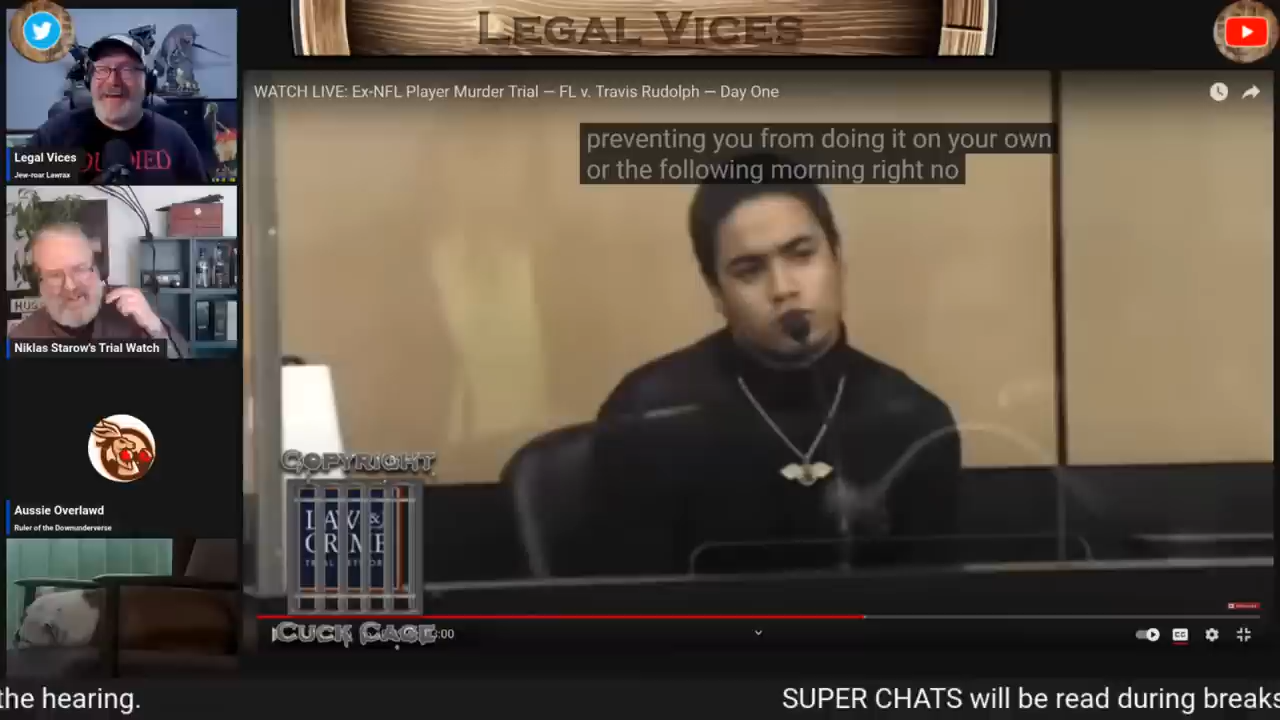 LEGAL VICES
WATCH LIVE: Ex-NFL Player Murder Trial — FL v. Travis Rudolph — Day One
preventing you from doing it on your own
or the following morning right no
Legal Vices
Jew-roar Lawrax
Niklas Starow's Trial Watch
Aussie Overlawd
Ruler of the Downunderverse
COPYRIGHT
LAW &
CRIME
CUCK CAGE
:00
CC
the hearing.
SUPER CHATS will be read during breaks